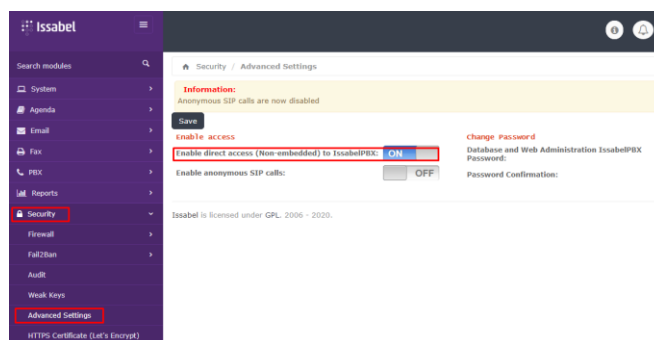 Issabel
Search modules
System
Agenda
Email
Fax
PBX
Reports
Security
Firewall
Fail2Ban
Audit
Weak Keys
Advanced Settings
HTTPS Certificate (Let's Encrypt)
Security / Advanced Settings
Information:
Anonymous SIP calls are now disabled
Save
Enable access
Enable direct access (Non-embedded) to IssabelPBX: ON
Enable anonymous SIP calls: OFF
Change Password
Database and Web Administration IssabelPBX
Password:
Password Confirmation:
Issabel is licensed under GPL. 2006 - 2020.